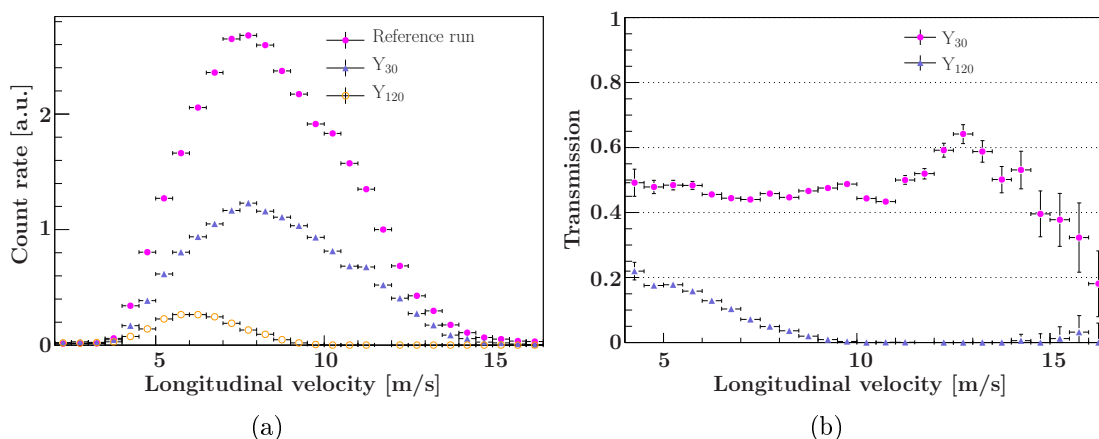 Reference run
Y30
Y120
Count rate [a.u.]
2
1
0
5
10
15
Longitudinal velocity [m/s]
(a)
Y30
Y120
Transmission
1
0.8
0.6
0.4
0.2
0
5
10
15
Longitudinal velocity [m/s]
(b)